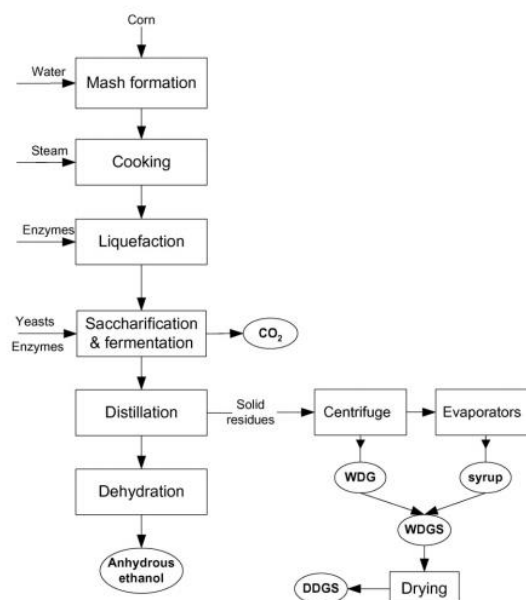 Corn
Water
Mash formation
Steam
Cooking
Enzymes
Liquefaction
Yeasts
Enzymes
Saccharification
& fermentation
CO₂
Distillation
Solid
residues
Centrifuge
Evaporators
Dehydration
WDG
syrup
WDGS
Anhydrous
ethanol
DDGS
Drying